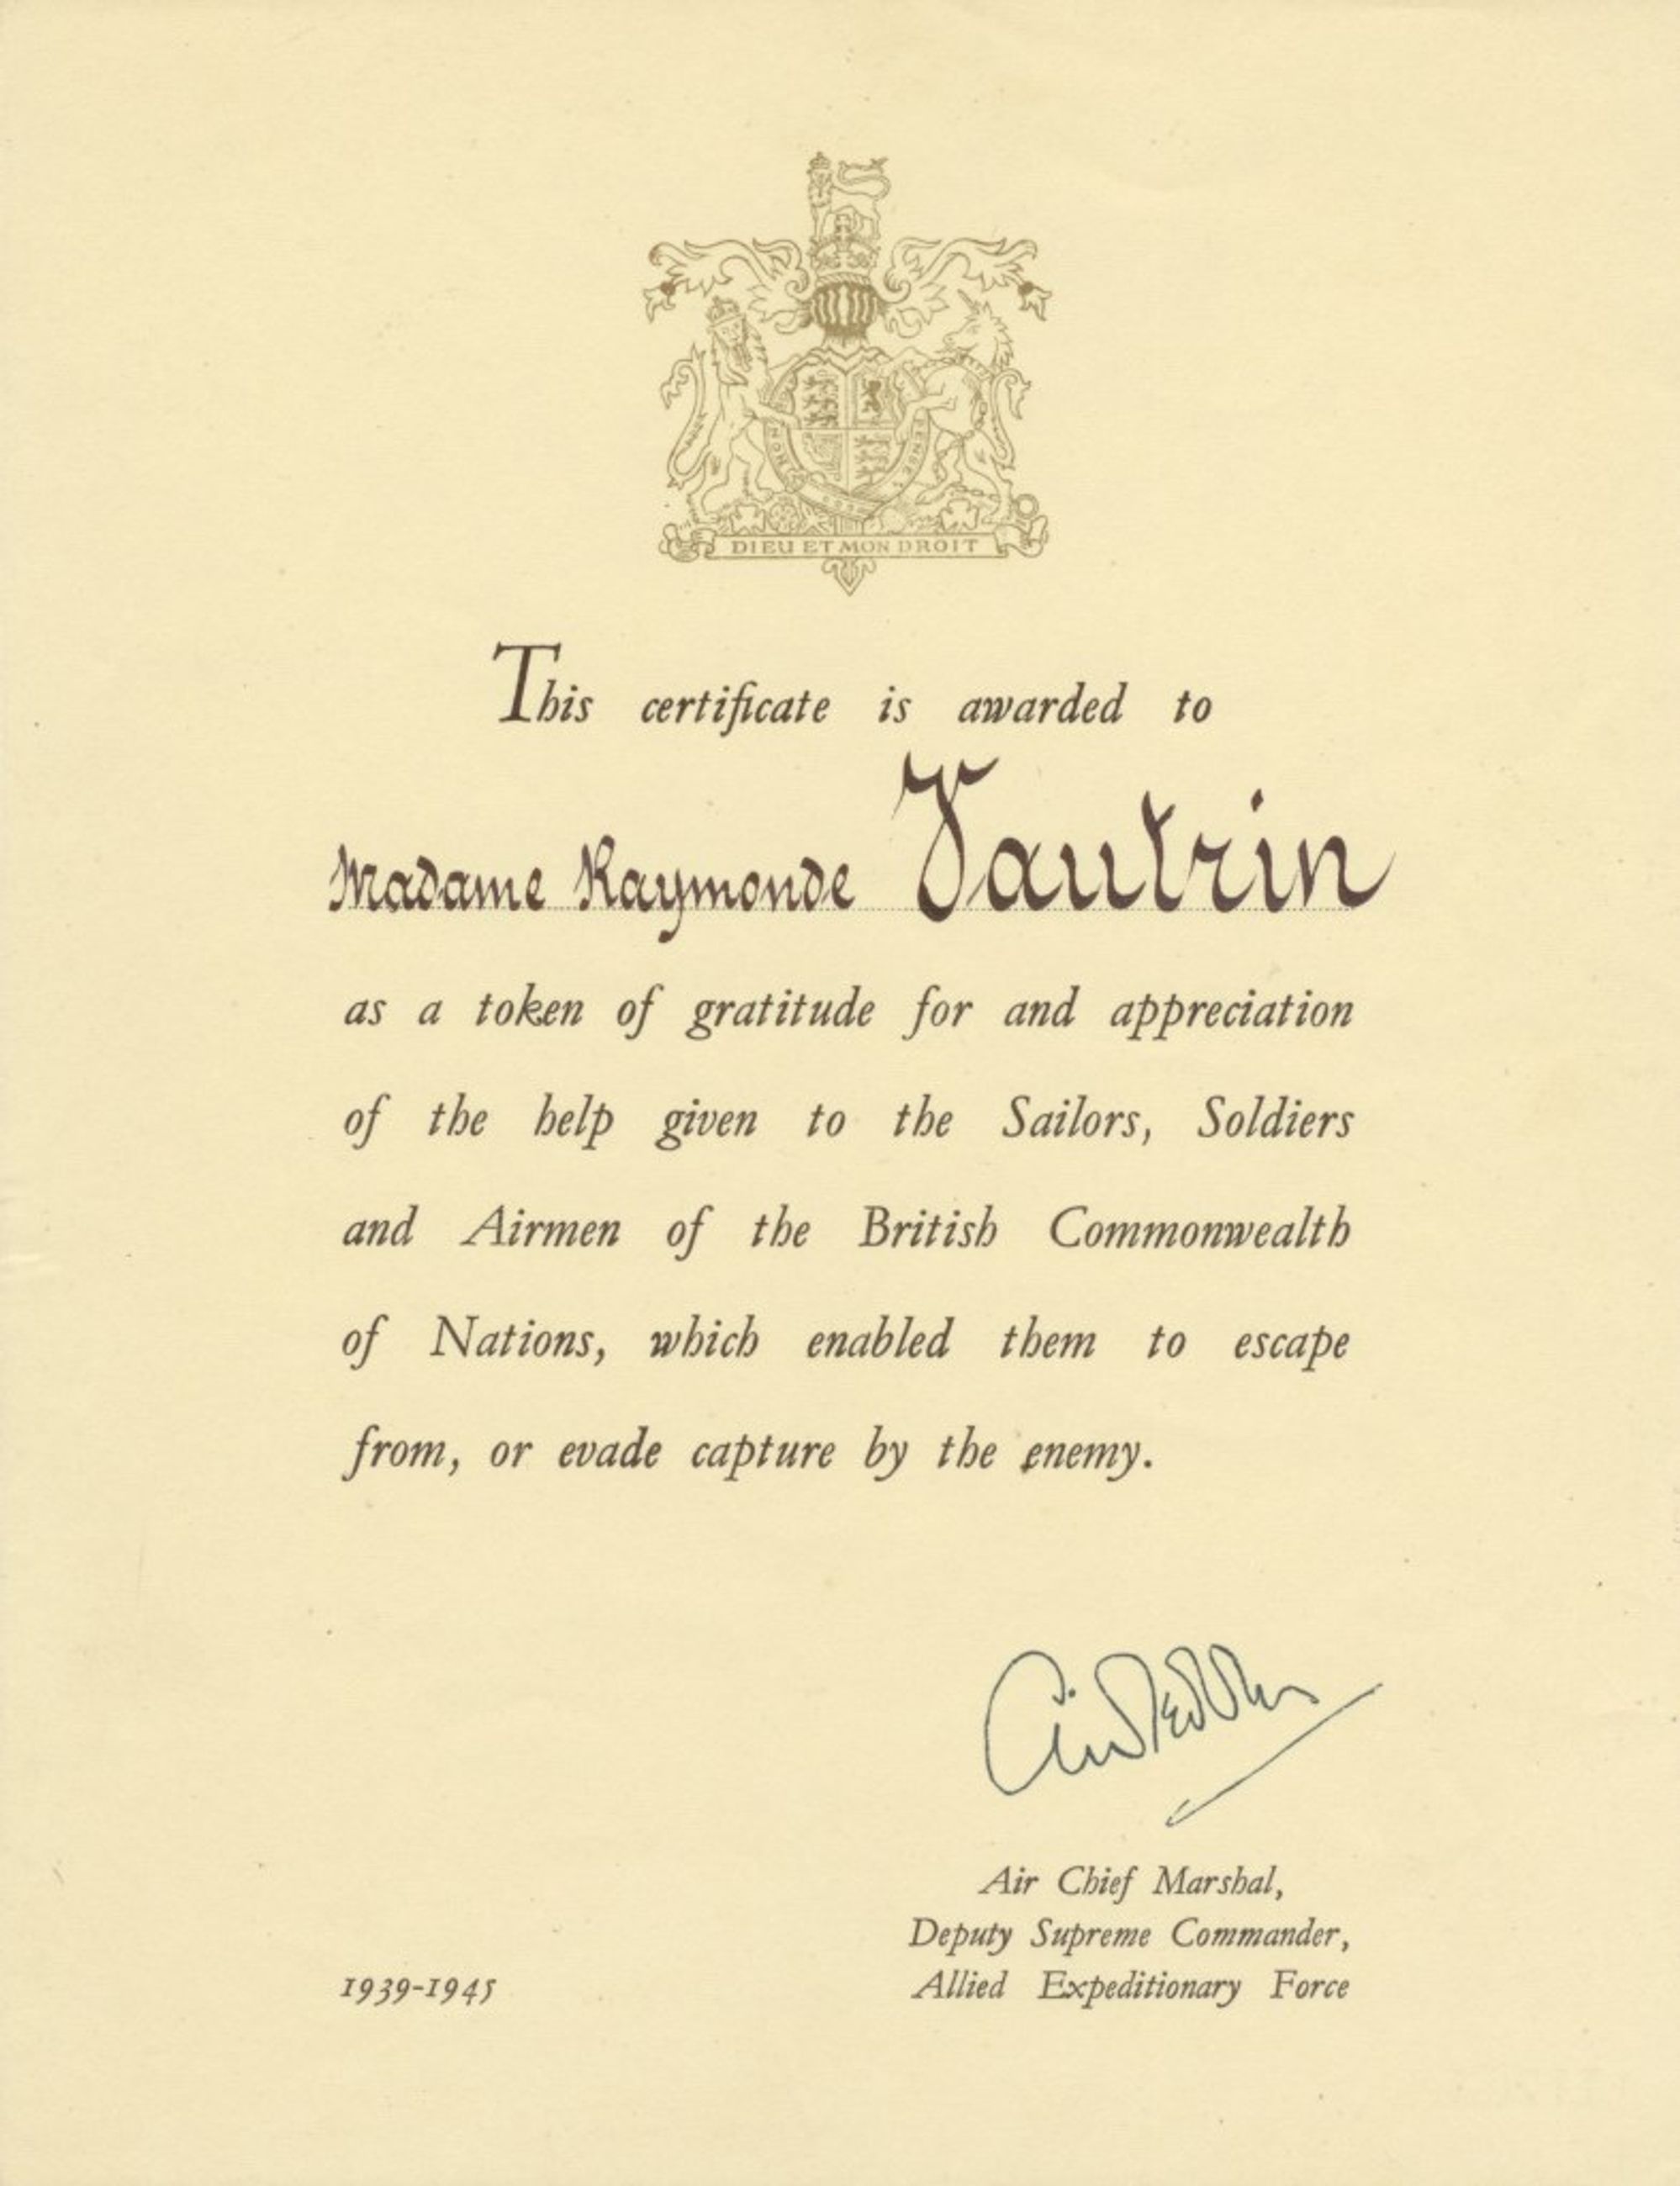 NON
PENSE
DIEU ET MON DROIT
This certificate is awarded to
Madame Raymonde Vautrin
as a token of gratitude for and appreciation
of the help given to the Sailors, Soldiers
and Airmen of the British Commonwealth
of Nations, which enabled them to escape
from, or evade capture by the enemy.
Air Chief Marshal,
Deputy Supreme Commander,
Allied Expeditionary Force
1939-1945